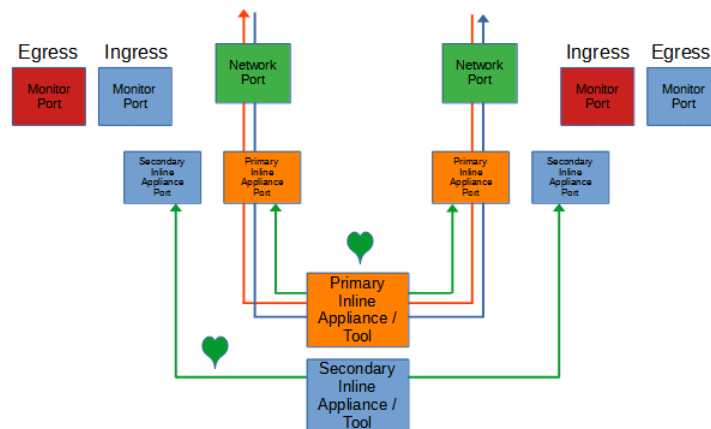 Egress
Ingress
Ingress
Egress
Monitor
Port
Monitor
Port
Network
Port
Network
Port
Monitor
Port
Monitor
Port
Secondary
Inline
Appliance
Port
Primary
Inline
Appliance
Port
Primary
Inline
Appliance
Port
Secondary
Inline
Appliance
Port
Primary
Inline
Appliance /
Tool
Secondary
Inline
Appliance /
Tool